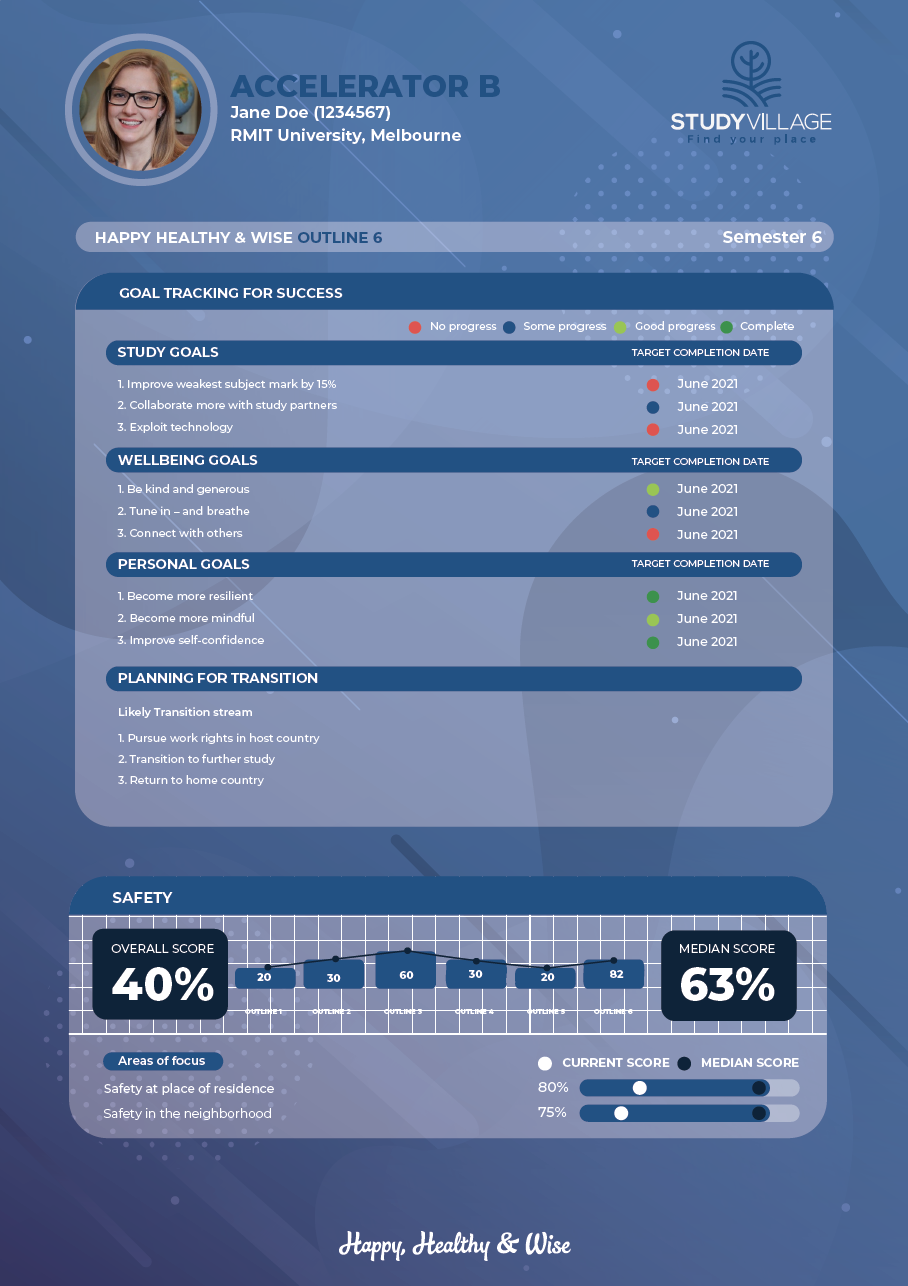 ACCELERATOR B
Jane Doe (1234567)
RMIT University, Melbourne
STUDYVILLAGE
Find your place
HAPPY HEALTHY & WISE OUTLINE 6
Semester 6
GOAL TRACKING FOR SUCCESS
No progress Some progress Good progress Complete
STUDY GOALS TARGET COMPLETION DATE
1. Improve weakest subject mark by 15% June 2021
2. Collaborate more with study partners June 2021
3. Exploit technology June 2021
WELLBEING GOALS TARGET COMPLETION DATE
1. Be kind and generous June 2021
2. Tune in – and breathe June 2021
3. Connect with others June 2021
PERSONAL GOALS TARGET COMPLETION DATE
1. Become more resilient June 2021
2. Become more mindful June 2021
3. Improve self-confidence June 2021
PLANNING FOR TRANSITION
Likely Transition stream
1. Pursue work rights in host country
2. Transition to further study
3. Return to home country
SAFETY
OVERALL SCORE
40%
20 30 60 30 20 82
OUTLINE 1 OUTLINE 2 OUTLINE 3 OUTLINE 4 OUTLINE 5 OUTLINE 6
MEDIAN SCORE
63%
Areas of focus
CURRENT SCORE MEDIAN SCORE
Safety at place of residence 80%
Safety in the neighborhood 75%
Happy, Healthy & Wise